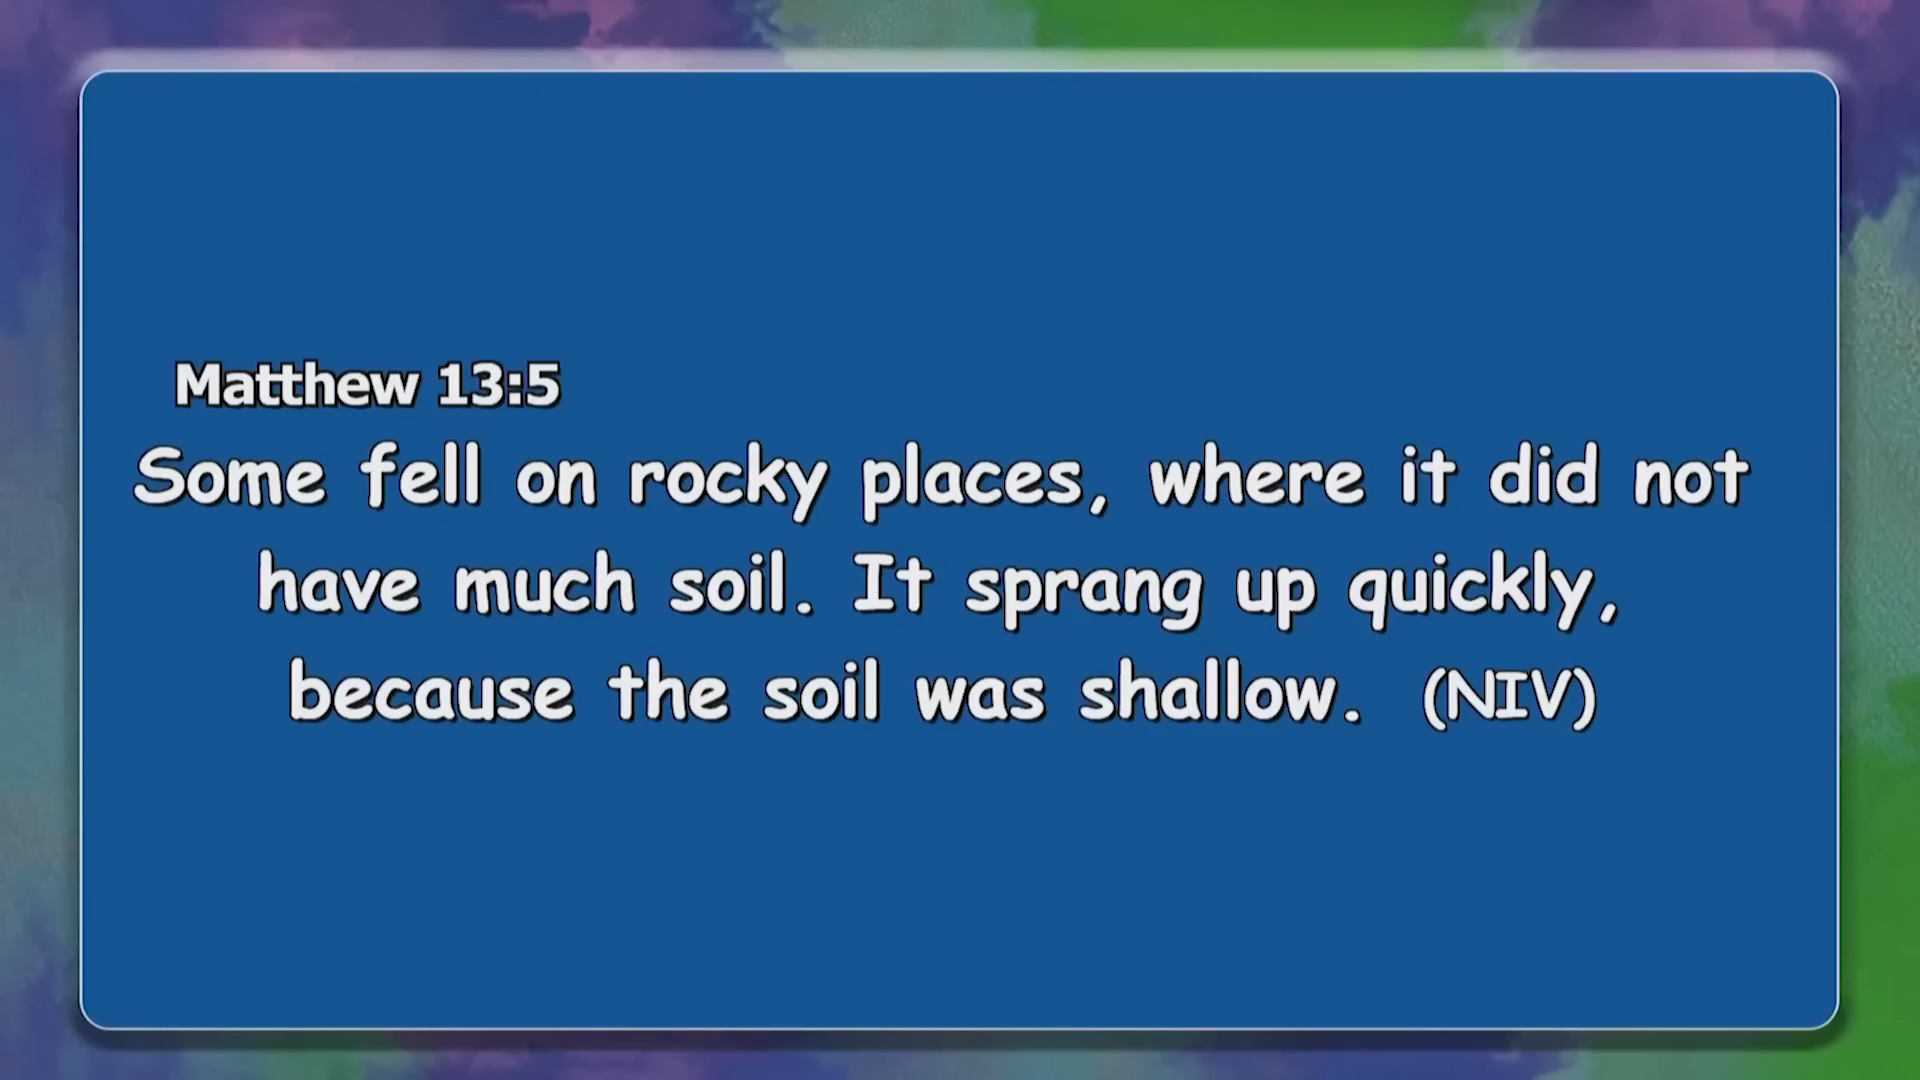 Matthew 13:5
Some fell on rocky places, where it did not
have much soil. It sprang up quickly,
because the soil was shallow. (NIV)